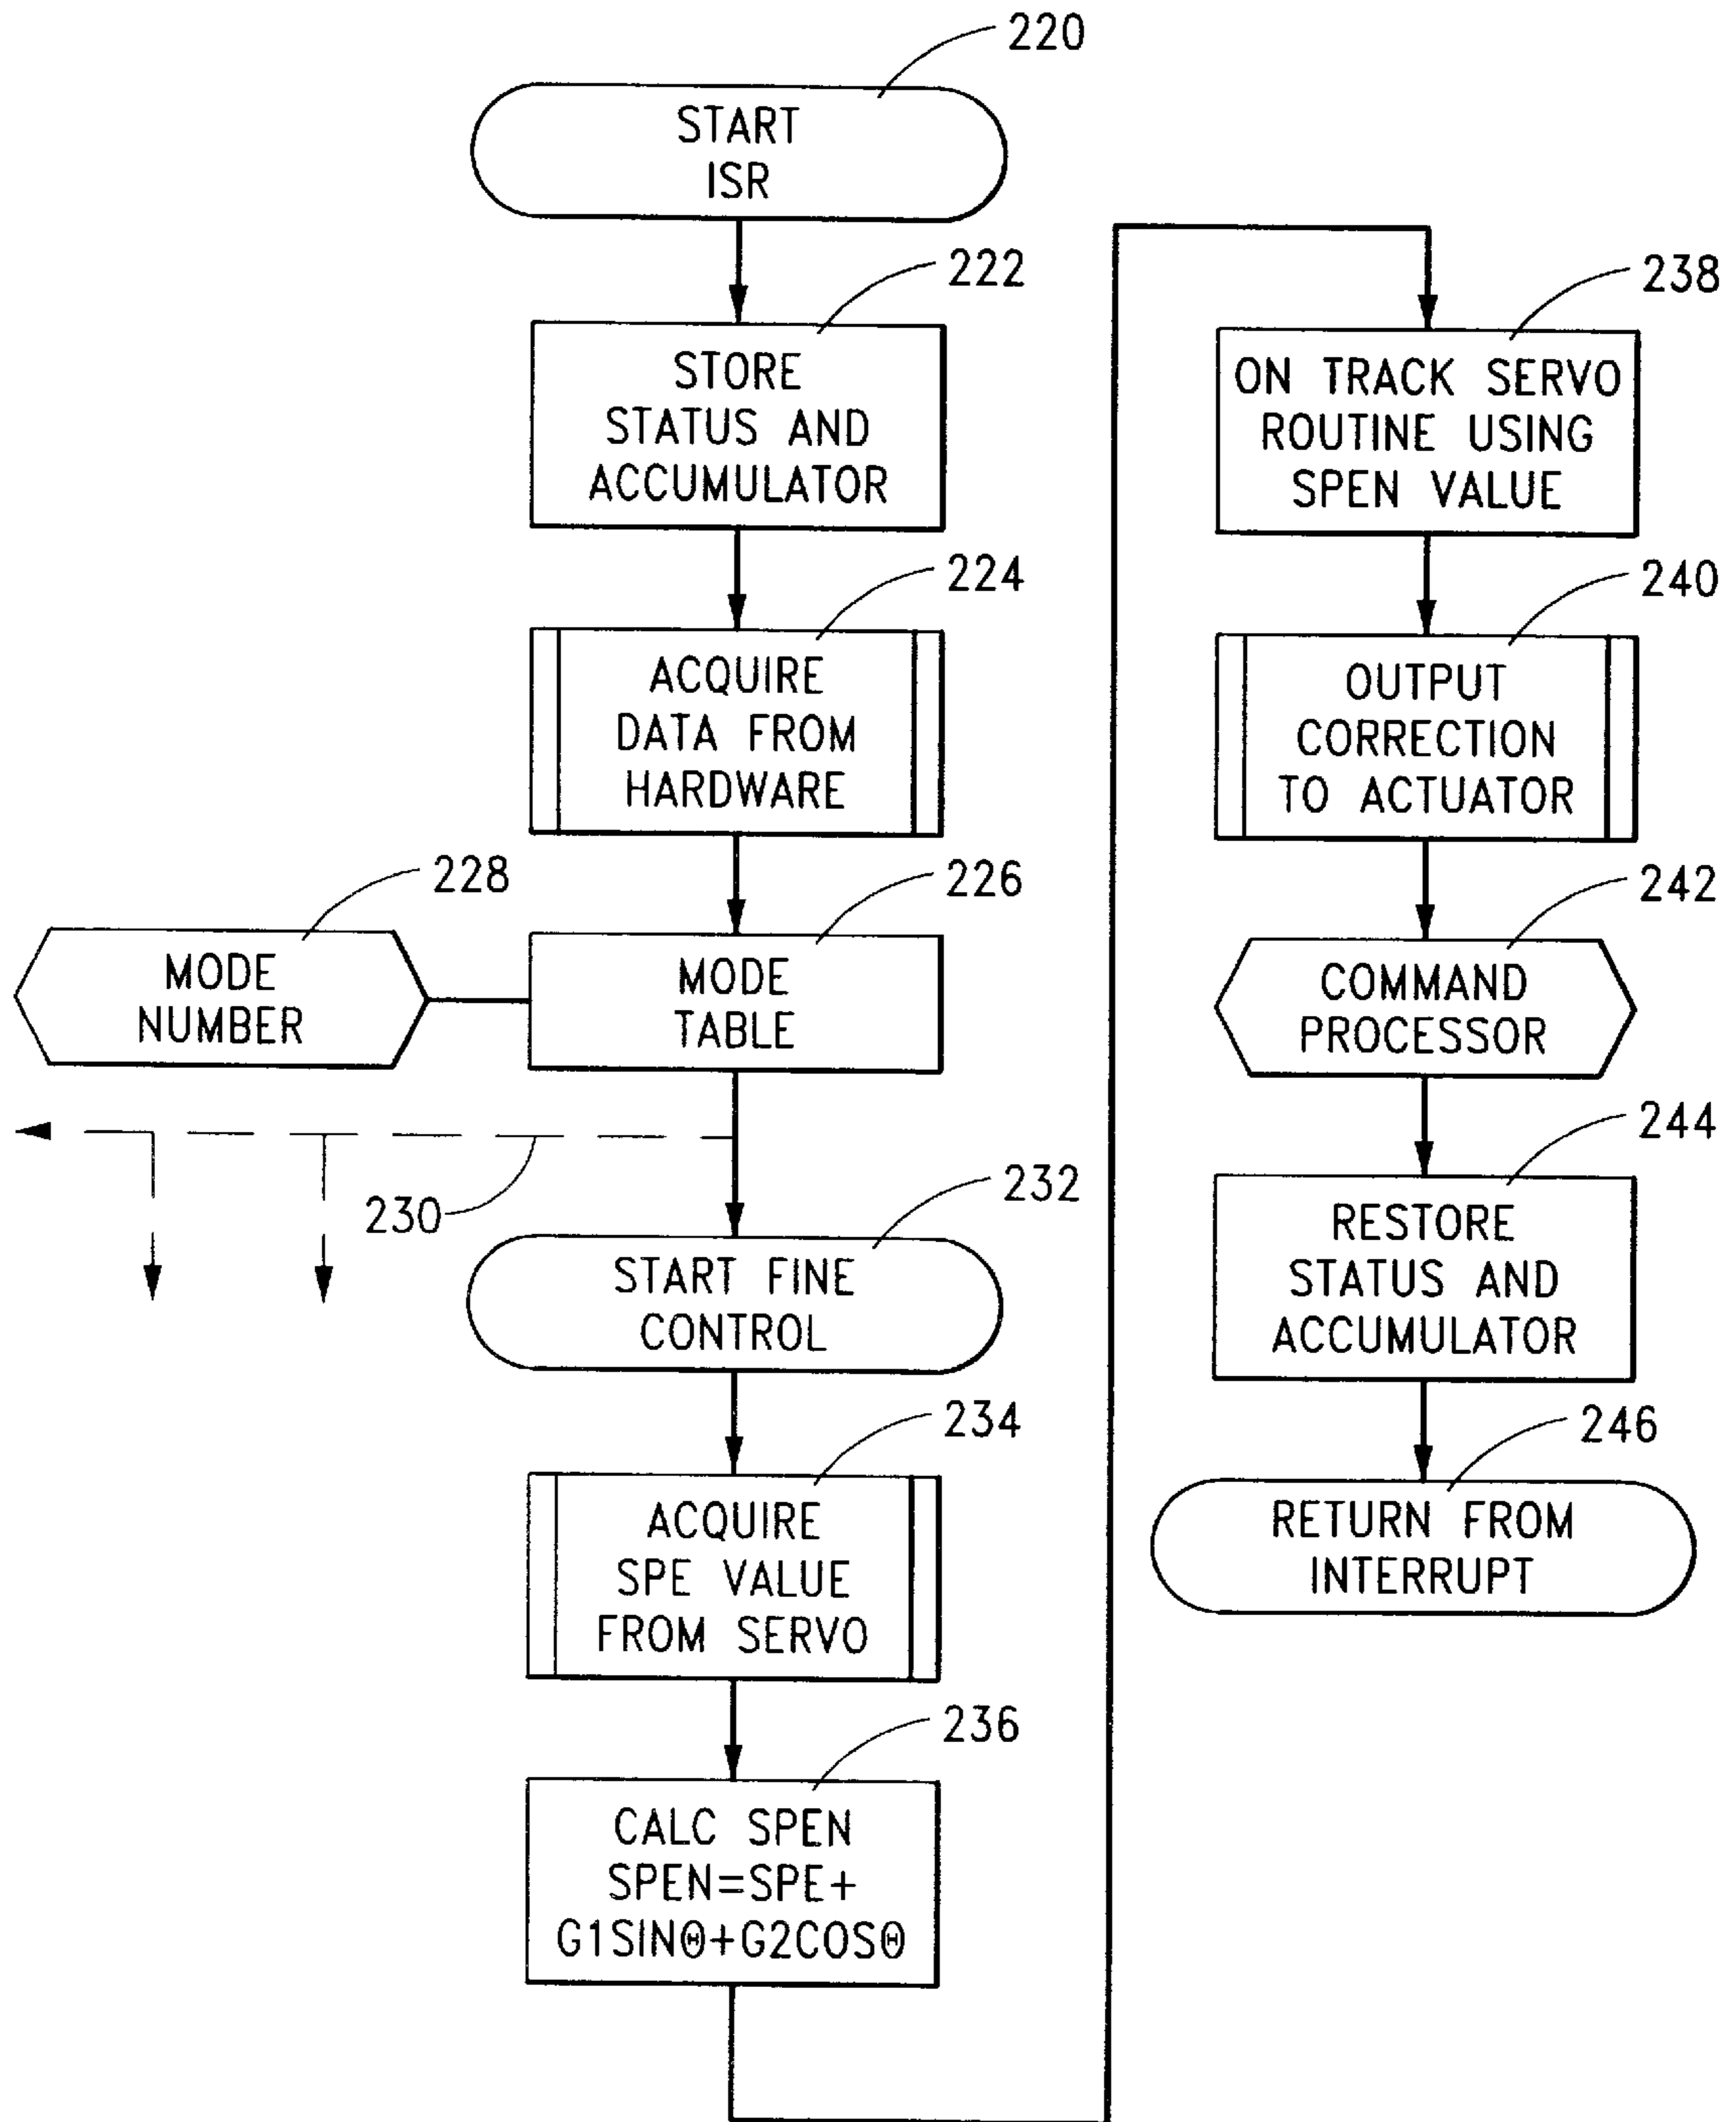 220
START
ISR
222
STORE
STATUS AND
ACCUMULATOR
224
ACQUIRE
DATA FROM
HARDWARE
228
MODE
NUMBER
226
MODE
TABLE
230
232
START FINE
CONTROL
234
ACQUIRE
SPE VALUE
FROM SERVO
236
CALC SPEN
SPEN=SPE+
G1SINΘ+G2COSΘ
238
ON TRACK SERVO
ROUTINE USING
SPEN VALUE
240
OUTPUT
CORRECTION
TO ACTUATOR
242
COMMAND
PROCESSOR
244
RESTORE
STATUS AND
ACCUMULATOR
246
RETURN FROM
INTERRUPT